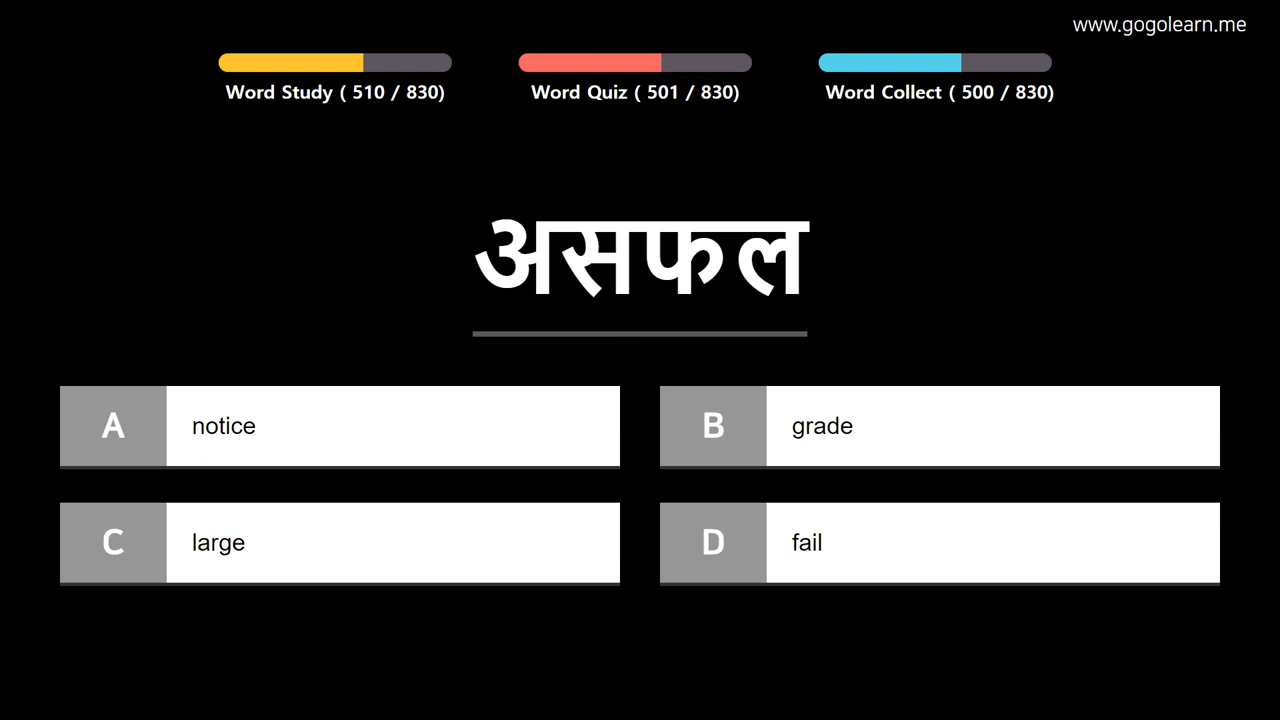 www.gogolearn.me
Word Study ( 510 / 830)
Word Quiz ( 501 / 830)
Word Collect ( 500 / 830)
असफल
A notice
B grade
C large
D fail